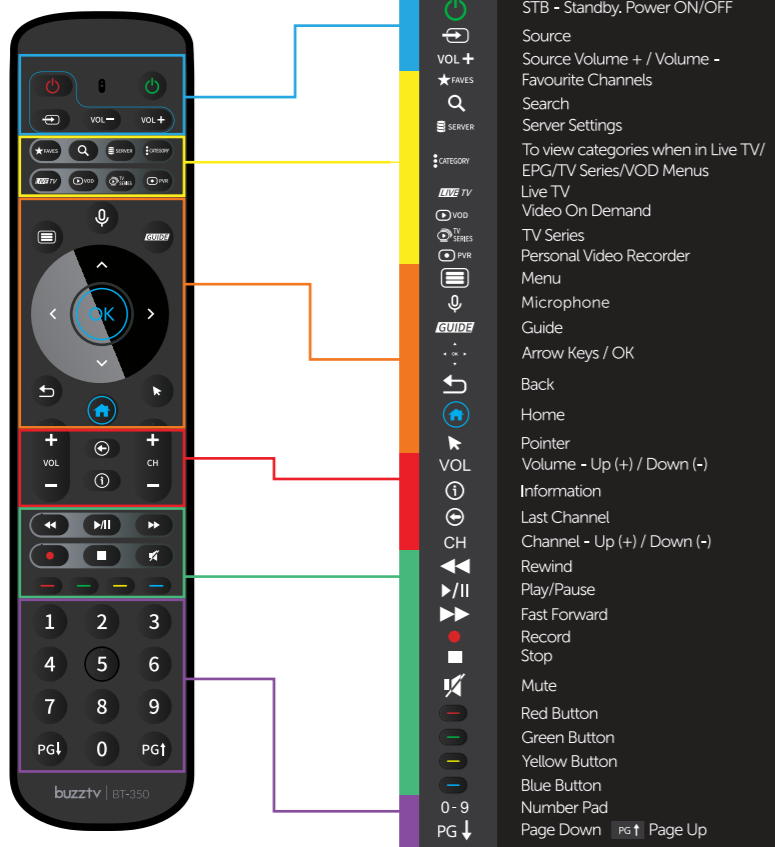 VOL- VOL+
FAVES SERVER CATEGORY
LIVE TV VOD TV SERIES PVR
GUIDE
OK
+ +
VOL CH
- -
1 2 3
4 5 6
7 8 9
PG↓ 0 PG↑
buzztv | BT-350
STB - Standby. Power ON/OFF
Source
VOL + Source Volume + / Volume -
FAVES Favourite Channels
Search
SERVER Server Settings
CATEGORY To view categories when in Live TV/
EPG/TV Series/VOD Menus
LIVE TV Live TV
VOD Video On Demand
TV SERIES TV Series
PVR Personal Video Recorder
Menu
Microphone
GUIDE Guide
OK Arrow Keys / OK
Back
Home
Pointer
VOL Volume - Up (+) / Down (-)
Information
Last Channel
CH Channel - Up (+) / Down (-)
Rewind
Play/Pause
Fast Forward
Record
Stop
Mute
Red Button
Green Button
Yellow Button
Blue Button
0-9 Number Pad
PG ↓ Page Down PG ↑ Page Up